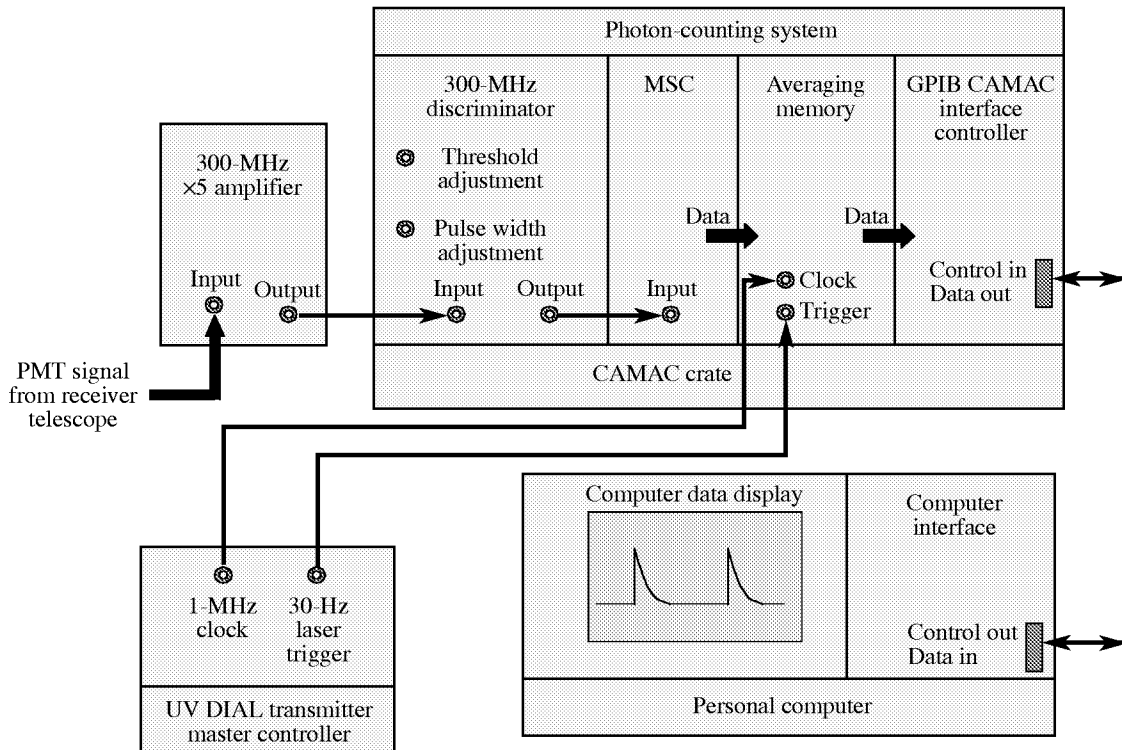 Photon-counting system
300-MHz
discriminator
Threshold
adjustment
Pulse width
adjustment
Input
Output
MSC
Data
Input
Averaging
memory
Data
Clock
Trigger
GPIB CAMAC
interface
controller
Control in
Data out
CAMAC crate
300-MHz
×5 amplifier
Input
Output
PMT signal
from receiver
telescope
Computer data display
Computer
interface
Control out
Data in
Personal computer
1-MHz
clock
30-Hz
laser
trigger
UV DIAL transmitter
master controller